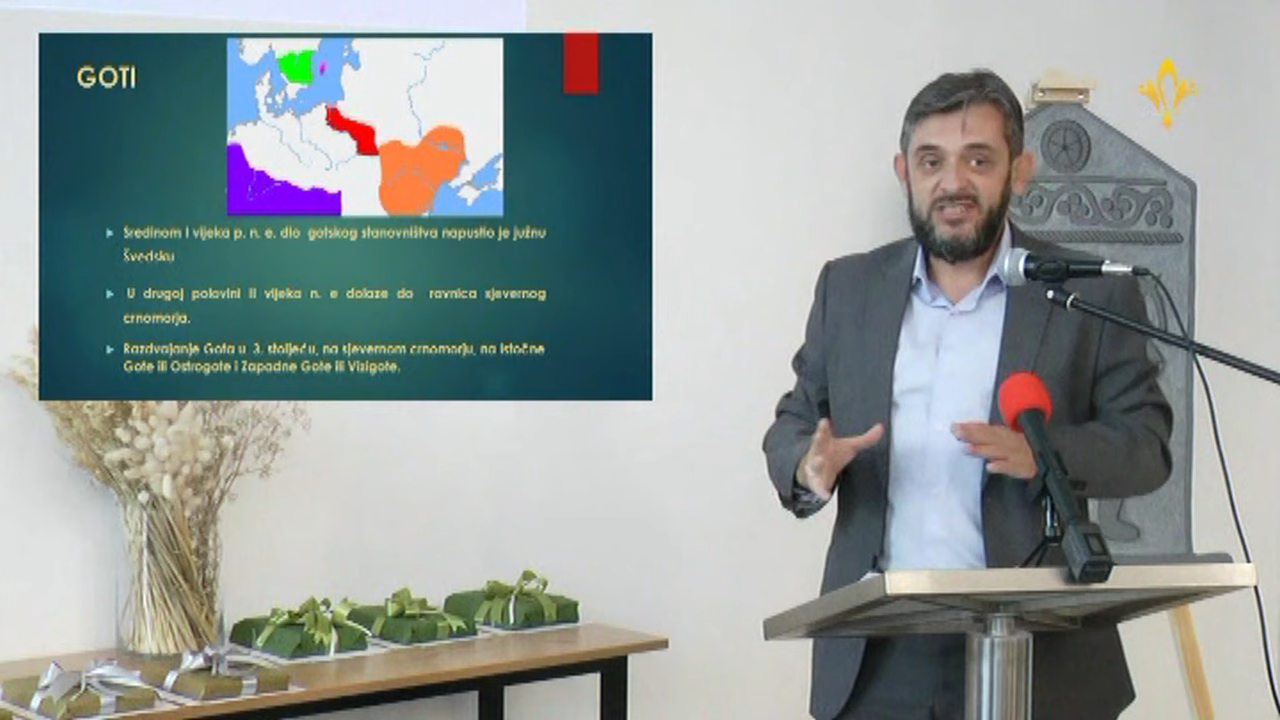 GOTI
Sredinom I vijeka p. n. e. dio gotskog stanovništva napustio je južnu
Švedsku
U drugoj polovini II vijeka n. e dolaze do ravnica sjevernog
crnomorja.
Razdvajanje Gota u 3. stoljeću, na sjevernom crnomorju, na istočne
Gote ili Ostrogote i Zapadne Gote ili Vizigote.